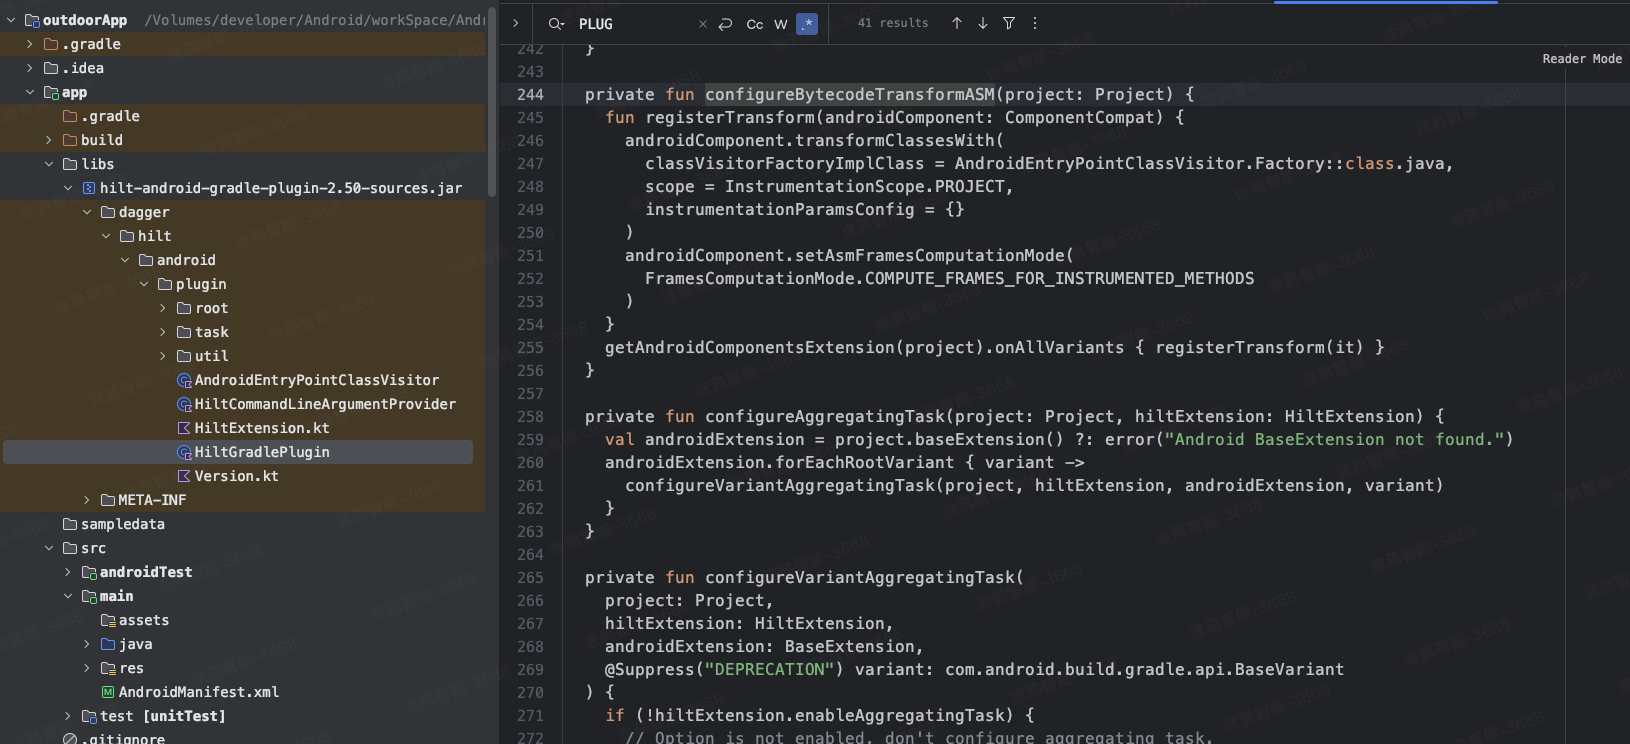 outdoorApp /Volumes/developer/Android/workSpace/And
.gradle
.idea
app
.gradle
build
libs
hilt-android-gradle-plugin-2.50-sources.jar
dagger
hilt
android
plugin
root
task
util
AndroidEntryPointClassVisitor
HiltCommandLineArgumentProvider
HiltExtension.kt
HiltGradlePlugin
Version.kt
META-INF
sampledata
src
androidTest
main
assets
java
res
AndroidManifest.xml
test [unitTest]
.gitignore
PLUG
Cc W .* 41 results
Reader Mode
242 }
243
244 private fun configureBytecodeTransformASM(project: Project) {
245 fun registerTransform(androidComponent: ComponentCompat) {
246 androidComponent.transformClassesWith(
247 classVisitorFactoryImplClass = AndroidEntryPointClassVisitor.Factory::class.java,
248 scope = InstrumentationScope.PROJECT,
249 instrumentationParamsConfig = {}
250 )
251 androidComponent.setAsmFramesComputationMode(
252 FramesComputationMode.COMPUTE_FRAMES_FOR_INSTRUMENTED_METHODS
253 )
254 }
255 getAndroidComponentsExtension(project).onAllVariants { registerTransform(it) }
256 }
257
258 private fun configureAggregatingTask(project: Project, hiltExtension: HiltExtension) {
259 val androidExtension = project.baseExtension() ?: error("Android BaseExtension not found.")
260 androidExtension.forEachRootVariant { variant ->
261 configureVariantAggregatingTask(project, hiltExtension, androidExtension, variant)
262 }
263 }
264
265 private fun configureVariantAggregatingTask(
266 project: Project,
267 hiltExtension: HiltExtension,
268 androidExtension: BaseExtension,
269 @Suppress("DEPRECATION") variant: com.android.build.gradle.api.BaseVariant
270 ) {
271 if (!hiltExtension.enableAggregatingTask) {
272 // Option is not enabled, don't configure aggregating task.
涂鸦智能-3668